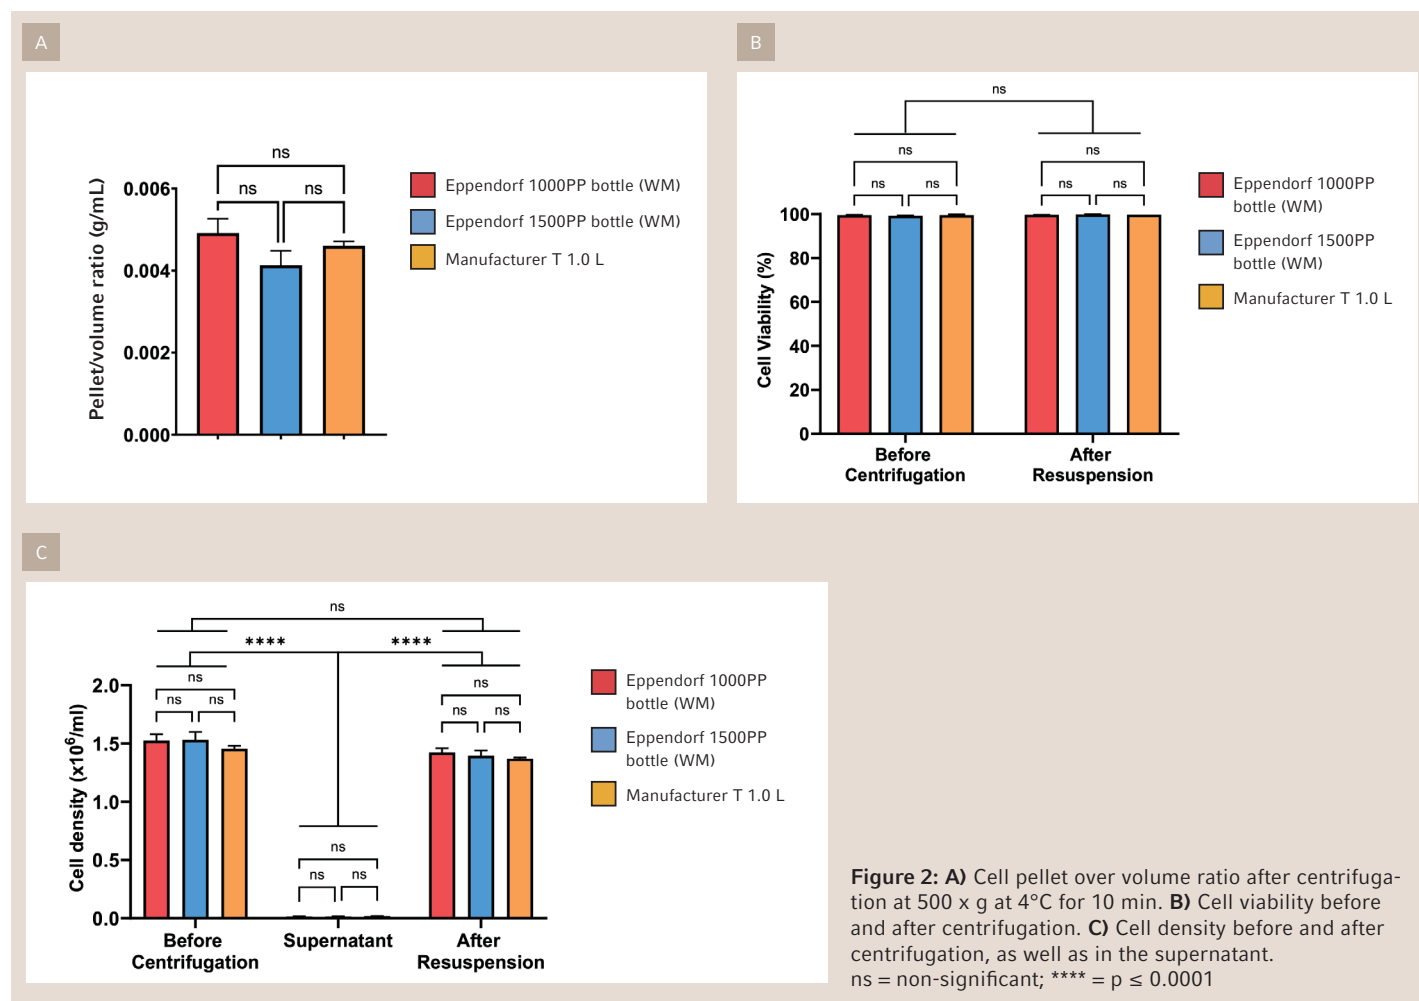 A
ns
ns
ns
Pellet/volume ratio (g/mL)
0.006
0.004
0.002
0.000
Eppendorf 1000PP bottle (WM)
Eppendorf 1500PP bottle (WM)
Manufacturer T 1.0 L
B
ns
ns
ns
ns
ns
ns
ns
Cell Viability (%)
100
80
60
40
20
0
Before
Centrifugation
After
Resuspension
Eppendorf 1000PP
bottle (WM)
Eppendorf 1500PP
bottle (WM)
Manufacturer T 1.0 L
C
ns
****
****
ns
ns
ns
ns
ns
ns
ns
ns
ns
Cell density (x10⁶/ml)
2.0
1.5
1.0
0.5
0.0
Before
Centrifugation
Supernatant
After
Resuspension
Eppendorf 1000PP
bottle (WM)
Eppendorf 1500PP
bottle (WM)
Manufacturer T 1.0 L
Figure 2: A) Cell pellet over volume ratio after centrifuga-
tion at 500 x g at 4°C for 10 min. B) Cell viability before
and after centrifugation. C) Cell density before and after
centrifugation, as well as in the supernatant.
ns = non-significant; **** = p ≤ 0.0001